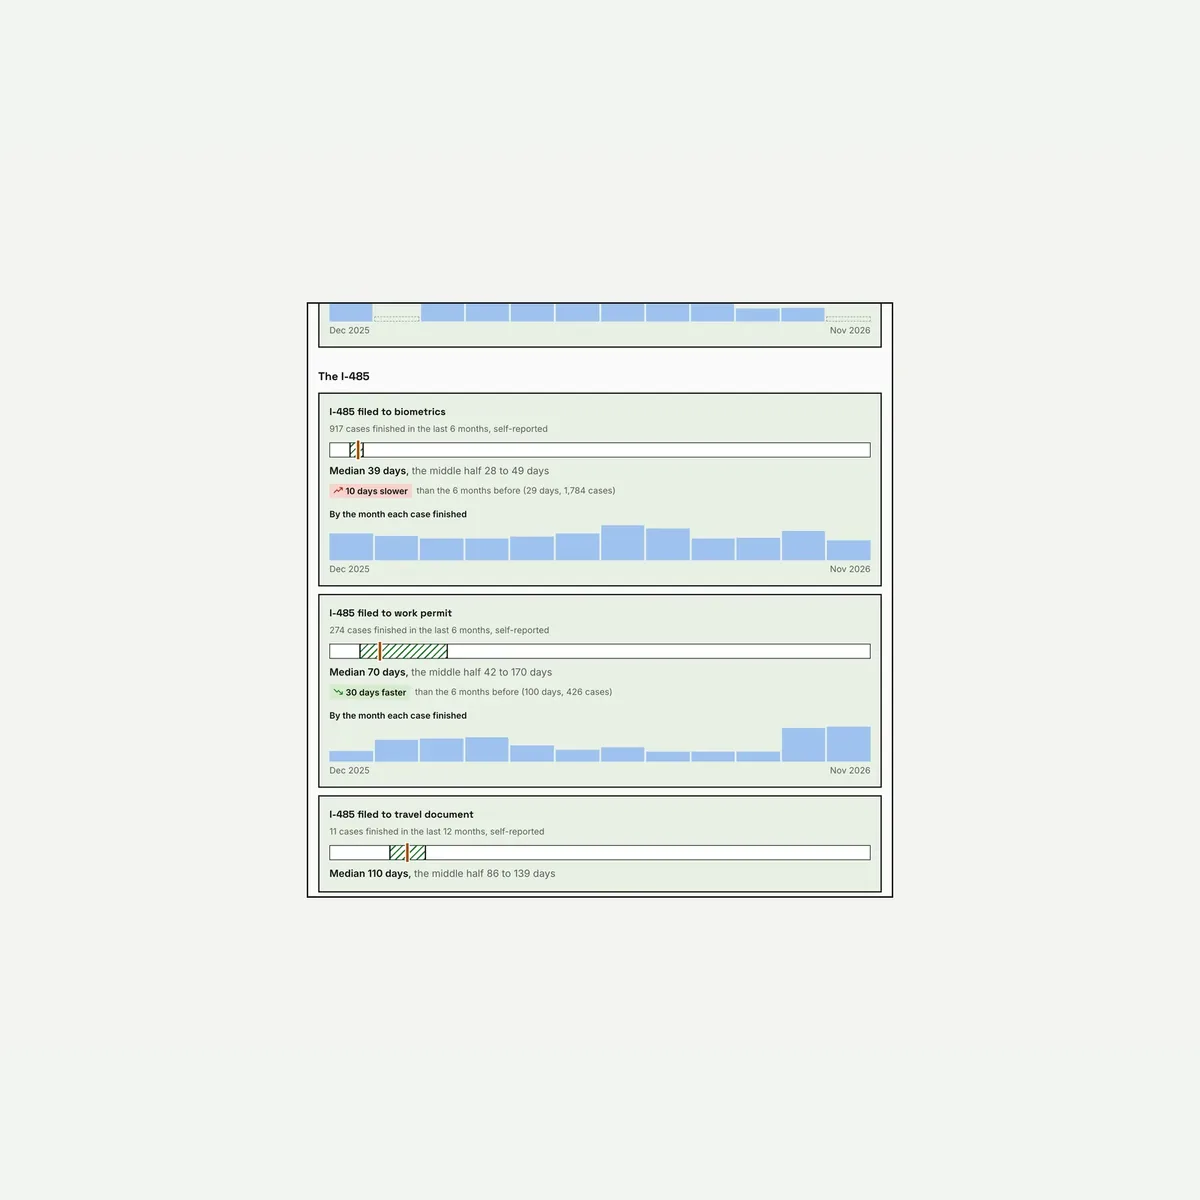 Dec 2025 Nov 2026
The I-485
I-485 filed to biometrics
917 cases finished in the last 6 months, self-reported
Median 39 days, the middle half 28 to 49 days
10 days slower than the 6 months before (29 days, 1,784 cases)
By the month each case finished
Dec 2025 Nov 2026
I-485 filed to work permit
274 cases finished in the last 6 months, self-reported
Median 70 days, the middle half 42 to 170 days
30 days faster than the 6 months before (100 days, 426 cases)
By the month each case finished
Dec 2025 Nov 2026
I-485 filed to travel document
11 cases finished in the last 12 months, self-reported
Median 110 days, the middle half 86 to 139 days